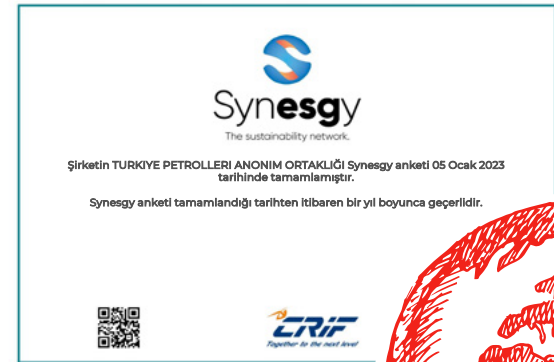 Synesgy
The sustainability network.
Şirketin TURKIYE PETROLLERI ANONIM ORTAKLIĞI Synesgy anketi 05 Ocak 2023
tarihinde tamamlamıştır.
Synesgy anketi tamamlandığı tarihten itibaren bir yıl boyunca geçerlidir.
CRIF
Together to the next level